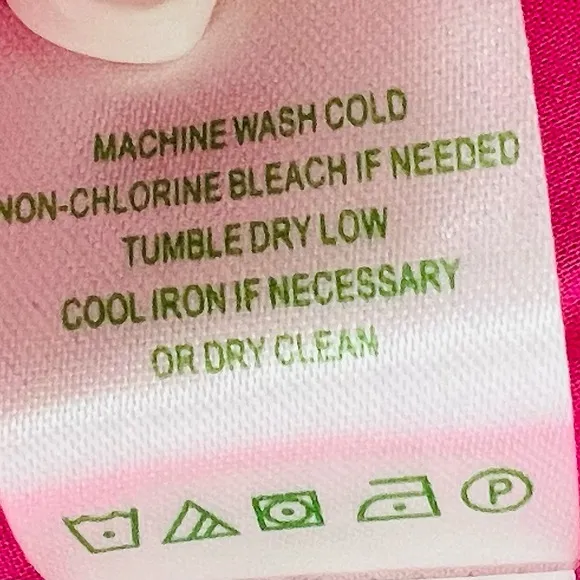 MACHINE WASH COLD
NON-CHLORINE BLEACH IF NEEDED
TUMBLE DRY LOW
COOL IRON IF NECESSARY
OR DRY CLEAN
P